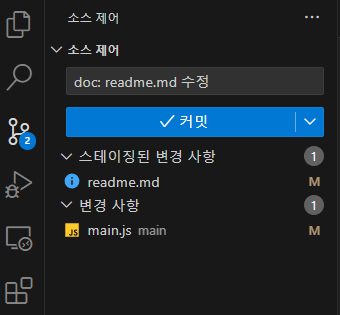 소스 제어
소스 제어
doc: readme.md 수정
커밋
2
스테이징된 변경 사항 1
readme.md M
변경 사항 1
JS main.js main M